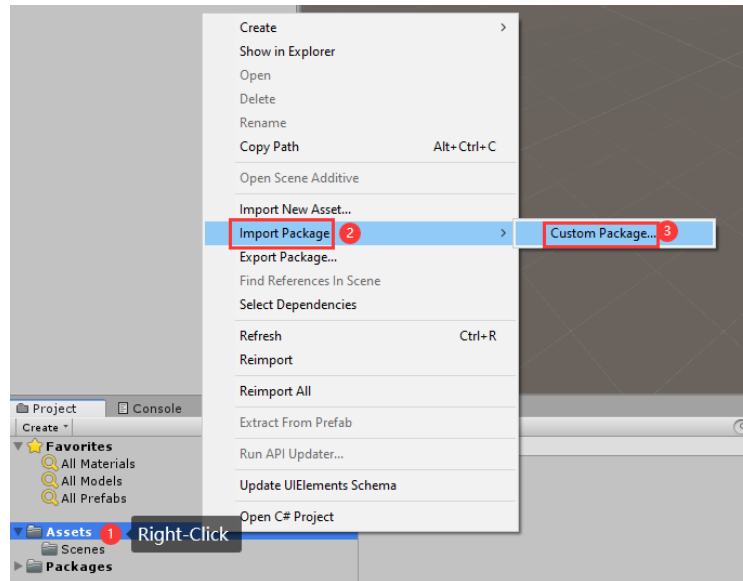 Create
Show in Explorer
Open
Delete
Rename
Copy Path Alt+Ctrl+C
Open Scene Additive
Import New Asset...
Import Package 2 Custom Package... 3
Export Package...
Find References In Scene
Select Dependencies
Refresh Ctrl+R
Reimport
Reimport All
Extract From Prefab
Run API Updater...
Update UIElements Schema
Open C# Project
Project Console
Create
Favorites
All Materials
All Models
All Prefabs
Assets 1 Right-Click
Scenes
Packages